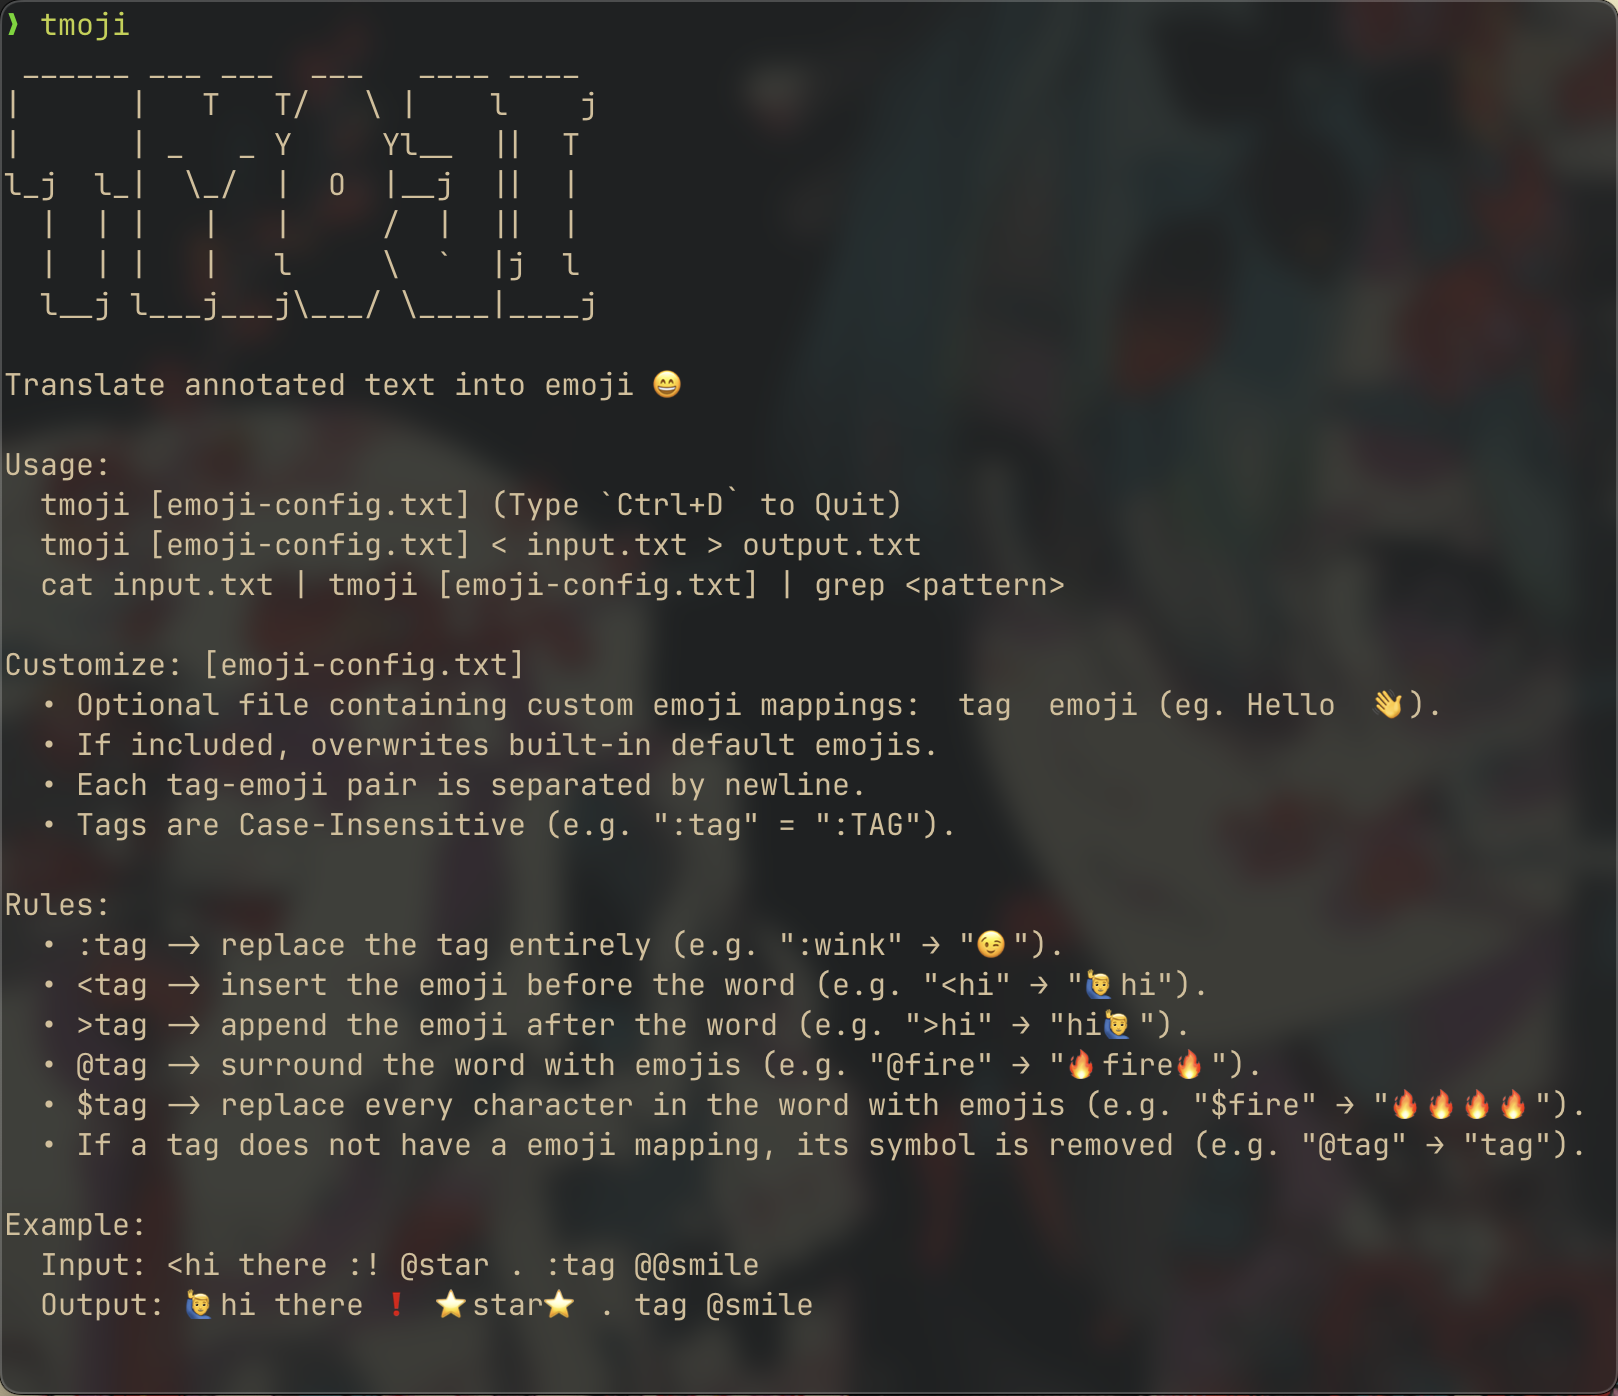 ❯ tmoji
 ______ ___ ___  ___   ____ ____
|      |   T   T/   \ |    l    j
|      | _   _ Y     Yl__  ||  T
l_j  l_|  \_/  |  O  |__j  ||  |
  |  | |   |   |     /  |  ||  |
  |  | |   |   l     \  `  |j  l
  l__j l___j___j\___/ \____|____j
Translate annotated text into emoji 😄
Usage:
  tmoji [emoji-config.txt] (Type `Ctrl+D` to Quit)
  tmoji [emoji-config.txt] < input.txt > output.txt
  cat input.txt | tmoji [emoji-config.txt] | grep <pattern>
Customize: [emoji-config.txt]
  • Optional file containing custom emoji mappings:  tag  emoji (eg. Hello  👋).
  • If included, overwrites built-in default emojis.
  • Each tag-emoji pair is separated by newline.
  • Tags are Case-Insensitive (e.g. ":tag" = ":TAG").
Rules:
  • :tag —> replace the tag entirely (e.g. ":wink" → "😉").
  • <tag —> insert the emoji before the word (e.g. "<hi" → "🙋‍♂️hi").
  • >tag —> append the emoji after the word (e.g. ">hi" → "hi🙋‍♂️").
  • @tag —> surround the word with emojis (e.g. "@fire" → "🔥fire🔥").
  • $tag —> replace every character in the word with emojis (e.g. "$fire" → "🔥🔥🔥🔥").
  • If a tag does not have a emoji mapping, its symbol is removed (e.g. "@tag" → "tag").
Example:
  Input: <hi there :! @star . :tag @@smile
  Output: 🙋‍♂️hi there ❗ ⭐star⭐ . tag @smile